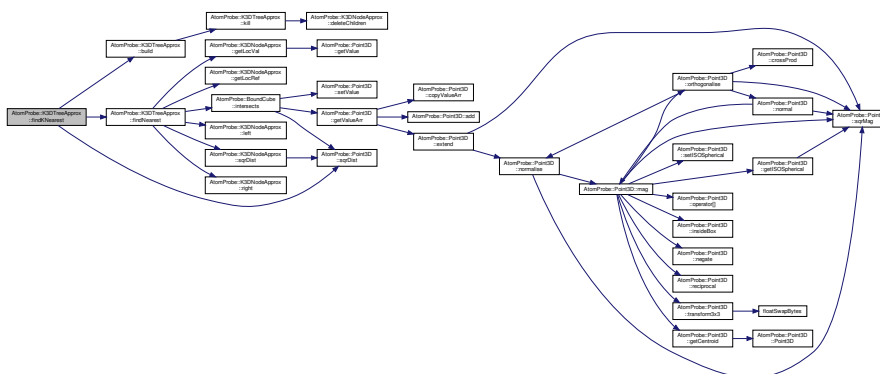 AtomProbe::K3DTreeApprox
::findKNearest
AtomProbe::K3DTreeApprox
::build
AtomProbe::K3DTreeApprox
::kill
AtomProbe::K3DNodeApprox
::deleteChildren
AtomProbe::K3DTreeApprox
::findNearest
AtomProbe::K3DNodeApprox
::getLocVal
AtomProbe::Point3D
::getValue
AtomProbe::K3DNodeApprox
::getLocRef
AtomProbe::BoundCube
::intersects
AtomProbe::K3DNodeApprox
::left
AtomProbe::K3DNodeApprox
::sqrDist
AtomProbe::K3DNodeApprox
::right
AtomProbe::Point3D
::setValue
AtomProbe::Point3D
::getValueArr
AtomProbe::Point3D
::sqrDist
AtomProbe::Point3D
::copyValueArr
AtomProbe::Point3D::add
AtomProbe::Point3D
::extend
AtomProbe::Point3D
::normalise
AtomProbe::Point3D::mag
AtomProbe::Point3D
::orthogonalise
AtomProbe::Point3D
::crossProd
AtomProbe::Point3D
::normal
AtomProbe::Point3D
::sqrMag
AtomProbe::Point3D
::setISOSpherical
AtomProbe::Point3D
::getISOSpherical
AtomProbe::Point3D
::operator[]
AtomProbe::Point3D
::insideBox
AtomProbe::Point3D
::negate
AtomProbe::Point3D
::reciprocal
AtomProbe::Point3D
::transform3x3
floatSwapBytes
AtomProbe::Point3D
::getCentroid
AtomProbe::Point3D
::Point3D